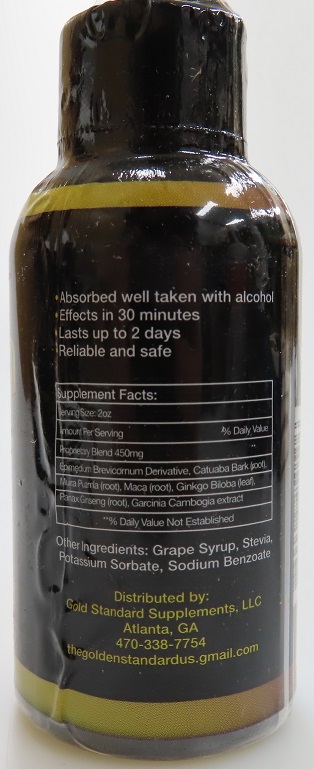 •Absorbed well taken with alcohol
•Effects in 30 minutes
•Lasts up to 2 days
•Reliable and safe
Supplement Facts:
Serving Size: 2oz
Amount Per Serving *% Daily Value
Proprietary Blend 450mg **
Epimedium Brevicornum Derivative, Catuaba Bark (root),
Muira Puama (root), Maca (root), Ginkgo Biloba (leaf),
Panax Ginseng (root), Garcinia Cambogia extract
**% Daily Value Not Established
Other Ingredients: Grape Syrup, Stevia,
Potassium Sorbate, Sodium Benzoate
Distributed by:
Gold Standard Supplements, LLC
Atlanta, GA
470-338-7754
thegoldenstandardus.gmail.com